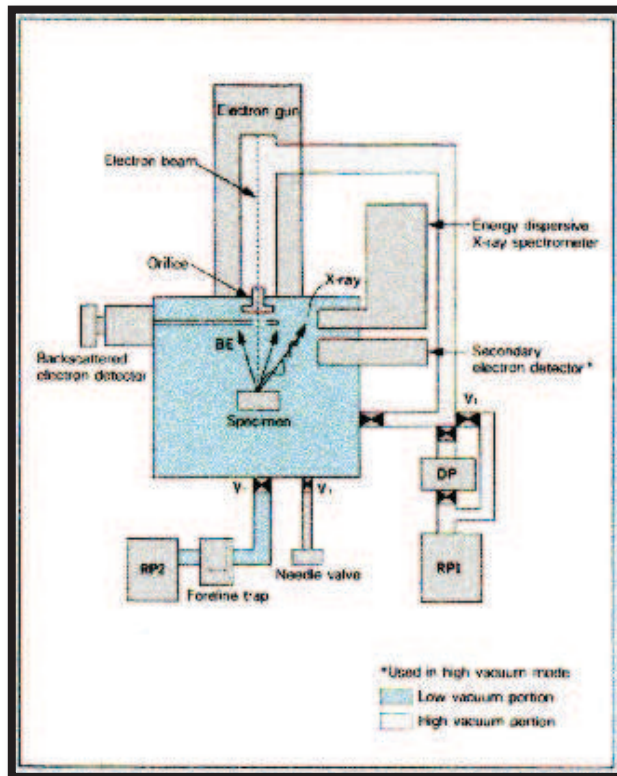 Electron gun
Electron beam
Energy dispersive
X-ray spectrometer
Orifice
X-ray
BE
Backscattered
electron detector
Secondary
electron detector*
Specimen
V₁
DP
RP2
Foreline trap
Needle valve
RP1
*Used in high vacuum mode
Low vacuum portion
High vacuum portion